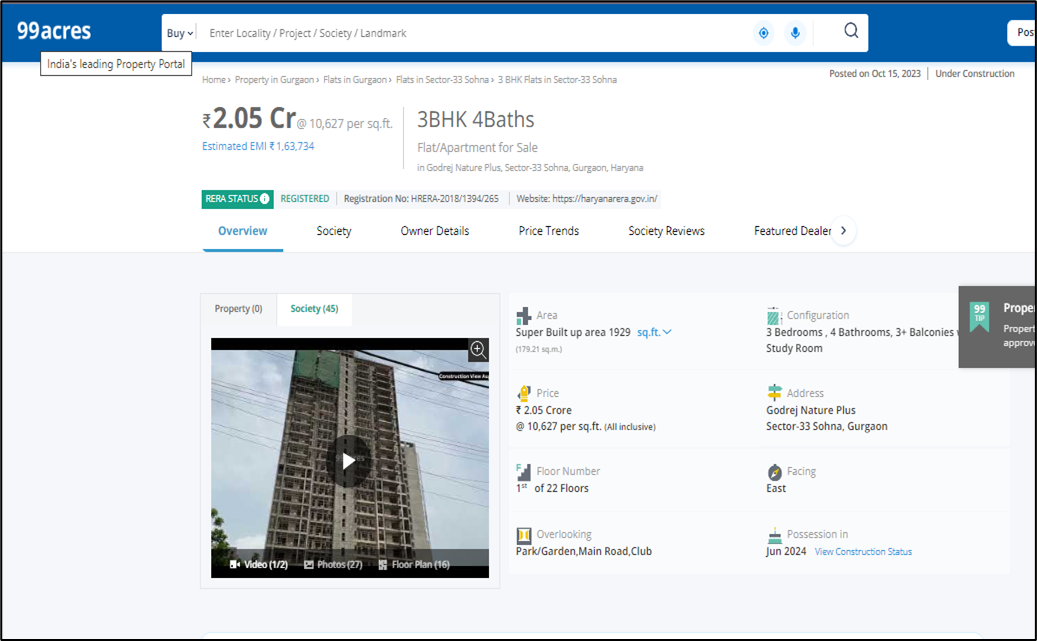 99acres
Buy
Enter Locality / Project / Society / Landmark
Pos
India's leading Property Portal
Home › Property in Gurgaon › Flats in Gurgaon › Flats in Sector-33 Sohna › 3 BHK Flats in Sector-33 Sohna
Posted on Oct 15, 2023 | Under Construction
₹2.05 Cr @ 10,627 per sq.ft.
3BHK 4Baths
Estimated EMI ₹1,63,734
Flat/Apartment for Sale
in Godrej Nature Plus, Sector-33 Sohna, Gurgaon, Haryana
RERA STATUS REGISTERED | Registration No: HRERA-2018/1394/265 | Website: https://haryanarera.gov.in/
Overview Society Owner Details Price Trends Society Reviews Featured Dealer
Property (0) Society (45)
Construction View Au
Video (1/2) Photos (27) Floor Plan (16)
Area
Super Built up area 1929 sq.ft.
(179.21 sq.m.)
Configuration
3 Bedrooms , 4 Bathrooms, 3+ Balconies
Study Room
Price
₹ 2.05 Crore
@ 10,627 per sq.ft. (All inclusive)
Address
Godrej Nature Plus
Sector-33 Sohna, Gurgaon
Floor Number
1st of 22 Floors
Facing
East
Overlooking
Park/Garden,Main Road,Club
Possession in
Jun 2024 View Construction Status
99
TIP
Prope
Propert
approve